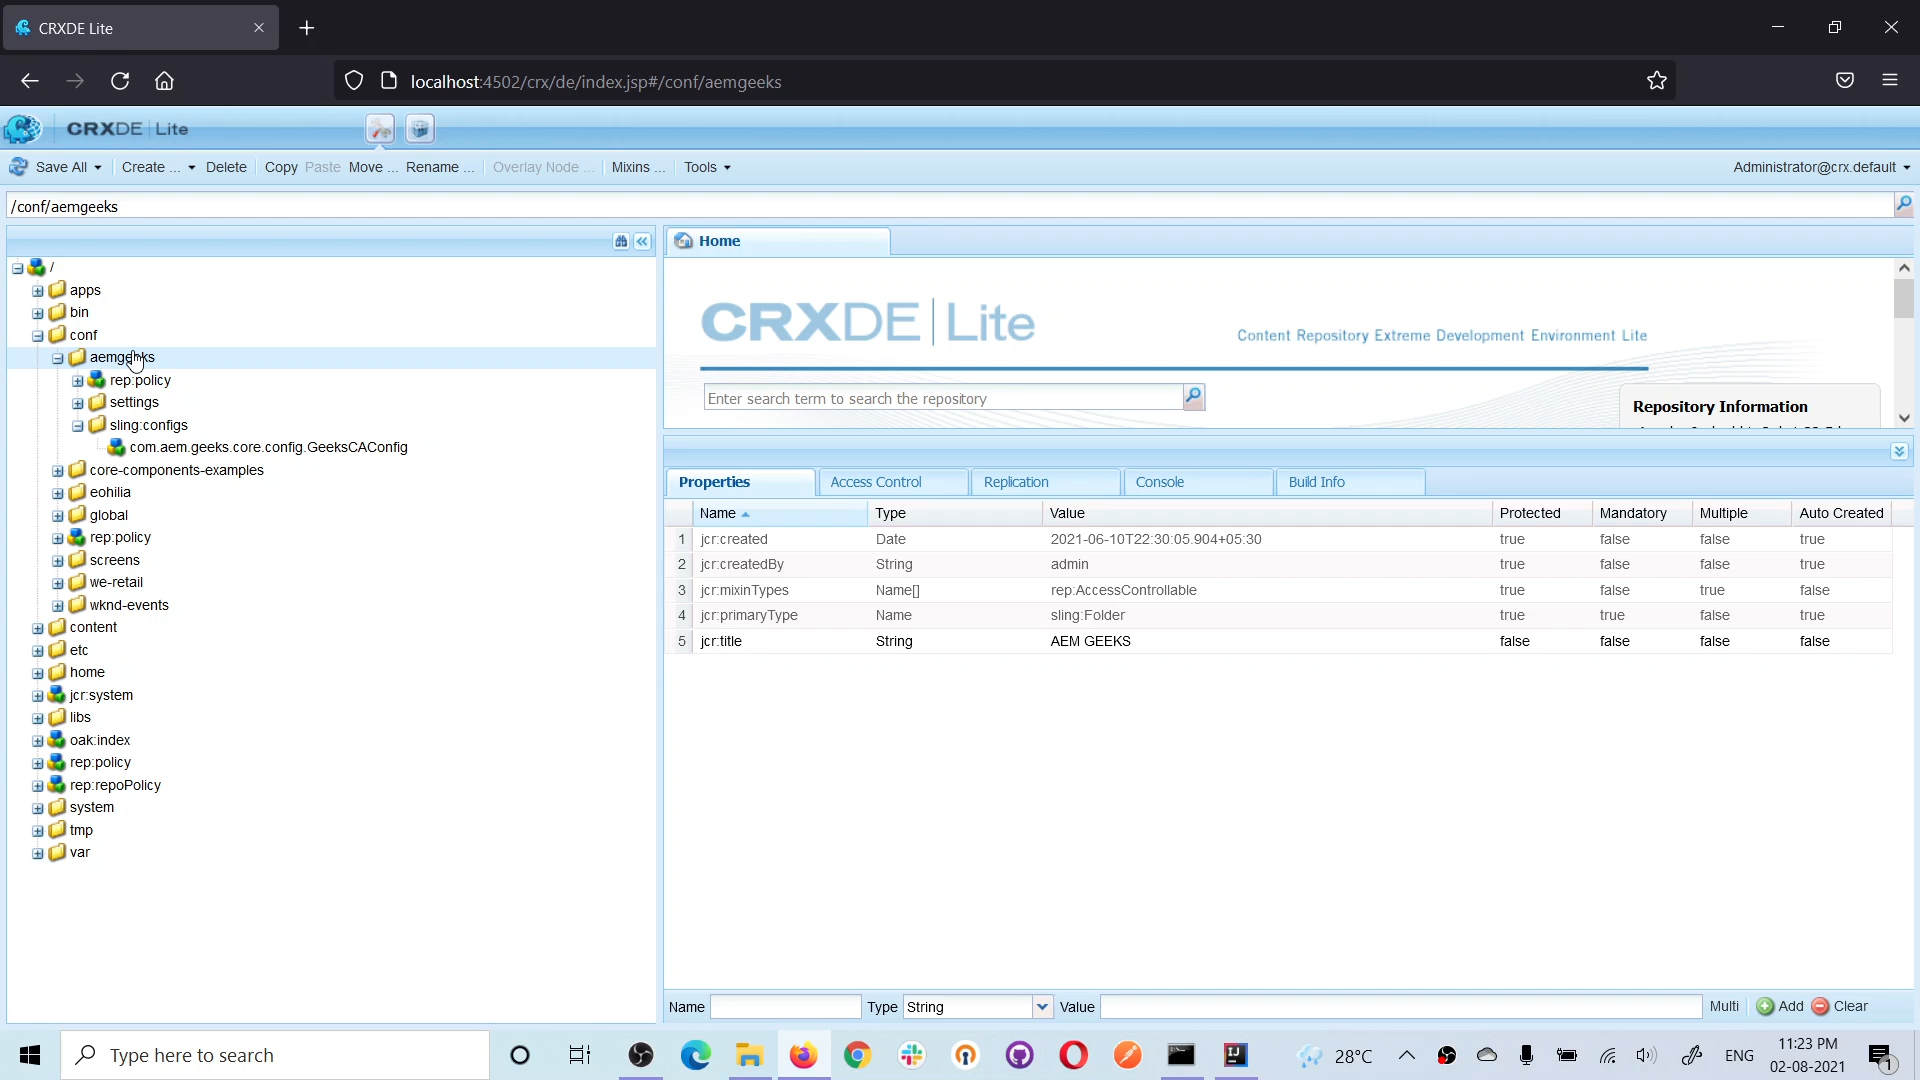 CRXDE Lite
localhost:4502/crx/de/index.jsp#/conf/aemgeeks
CRXDE Lite
Save All Create ... Delete Copy Paste Move ... Rename ... Overlay Node ... Mixins ... Tools Administrator@crx.default
/conf/aemgeeks
/
apps
bin
conf
aemgeeks
rep:policy
settings
sling:configs
com.aem.geeks.core.config.GeeksCAConfig
core-components-examples
eohilia
global
rep:policy
screens
we-retail
wknd-events
content
etc
home
jcr:system
libs
oak:index
rep:policy
rep:repoPolicy
system
tmp
var
Home
CRXDE Lite
Content Repository Extreme Development Environment Lite
Enter search term to search the repository
Repository Information
Properties Access Control Replication Console Build Info
Name Type Value Protected Mandatory Multiple Auto Created
1 jcr:created Date 2021-06-10T22:30:05.904+05:30 true false false true
2 jcr:createdBy String admin true false false true
3 jcr:mixinTypes Name[] rep:AccessControllable true false true false
4 jcr:primaryType Name sling:Folder true true false true
5 jcr:title String AEM GEEKS false false false false
Name Type String Value Multi Add Clear
Type here to search
28°C
ENG
11:23 PM
02-08-2021
1